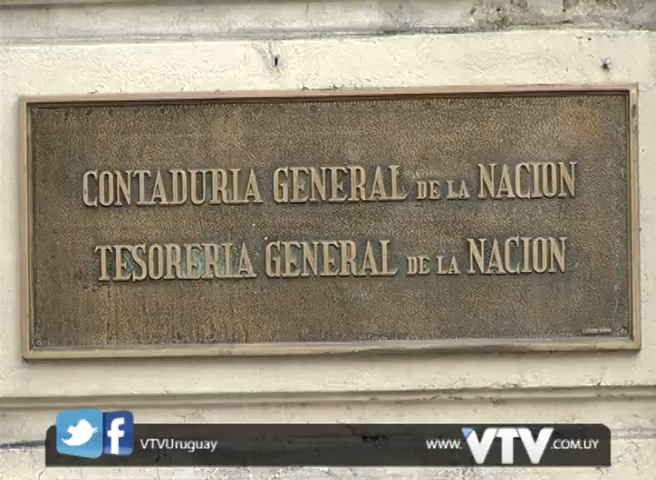 CONTADURIA GENERAL DE LA NACION
TESORERIA GENERAL DE LA NACION
VTVUruguay
www.VTV.COM.UY